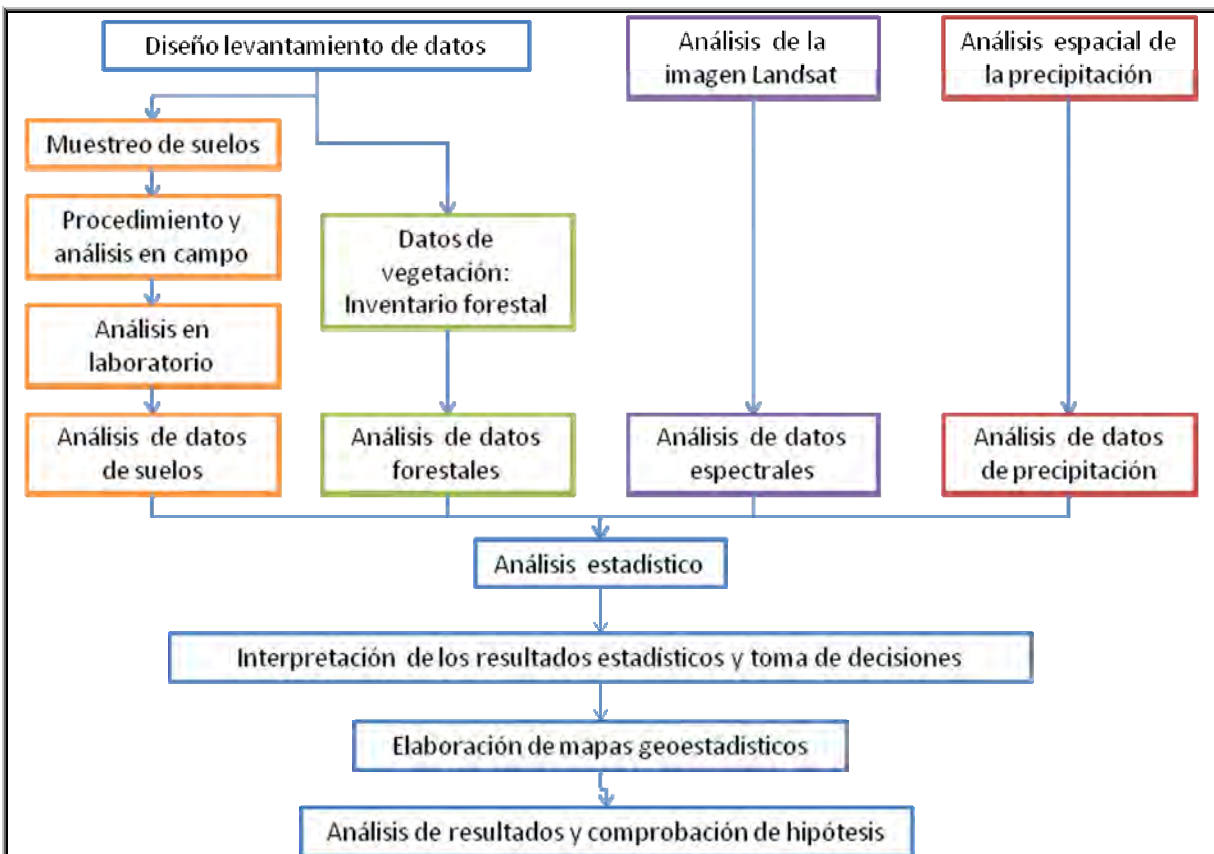 Diseño levantamiento de datos
Análisis de la
imagen Landsat
Análisis espacial de
la precipitación
Muestreo de suelos
Procedimiento y
análisis en campo
Datos de
vegetación:
Inventario forestal
Análisis en
laboratorio
Análisis de datos
de suelos
Análisis de datos
forestales
Análisis de datos
espectrales
Análisis de datos
de precipitación
Análisis estadístico
Interpretación de los resultados estadísticos y toma de decisiones
Elaboración de mapas geoestadísticos
Análisis de resultados y comprobación de hipótesis